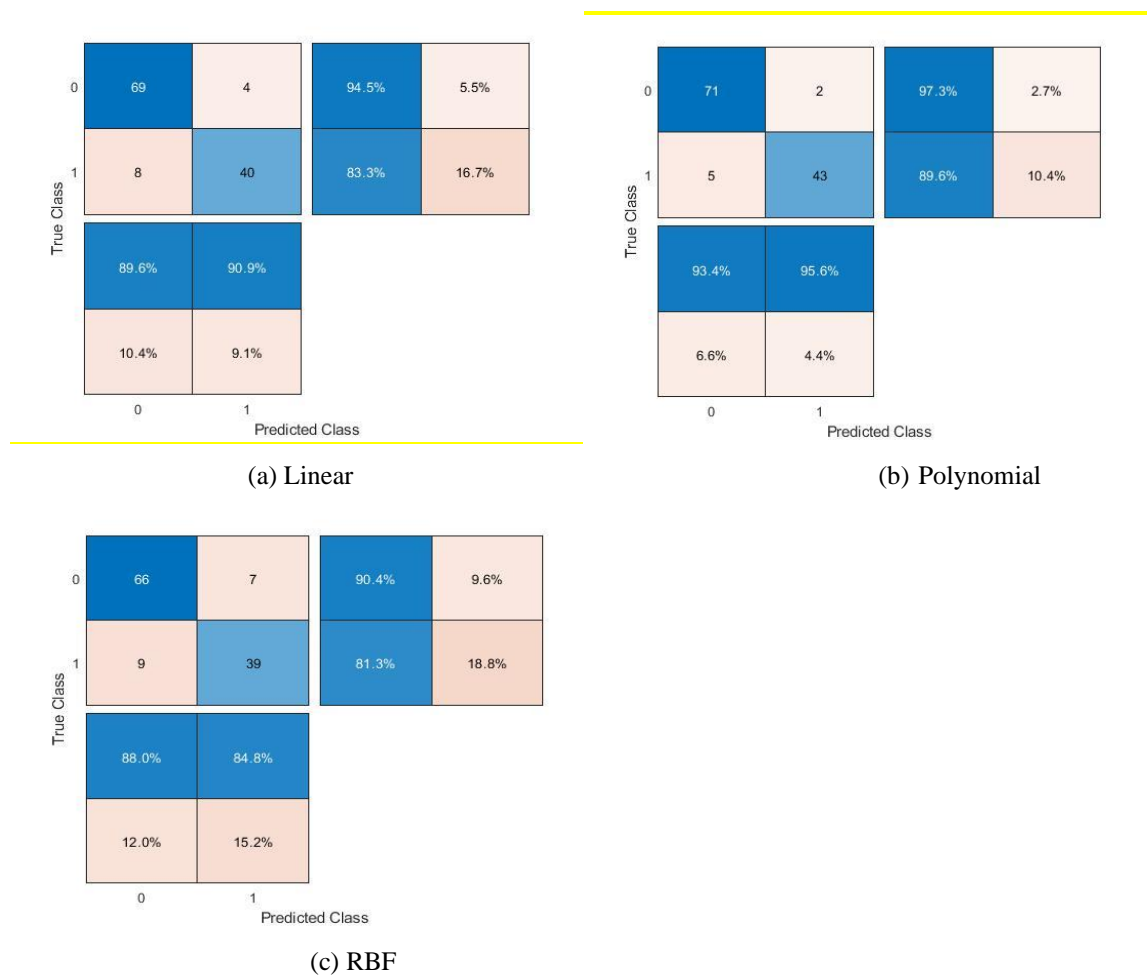 0 69 4 94.5% 5.5%
1 8 40 83.3% 16.7%
True Class
89.6% 90.9%
10.4% 9.1%
0 1
Predicted Class
(a) Linear
0 71 2 97.3% 2.7%
1 5 43 89.6% 10.4%
True Class
93.4% 95.6%
6.6% 4.4%
0 1
Predicted Class
(b) Polynomial
0 66 7 90.4% 9.6%
1 9 39 81.3% 18.8%
True Class
88.0% 84.8%
12.0% 15.2%
0 1
Predicted Class
(c) RBF